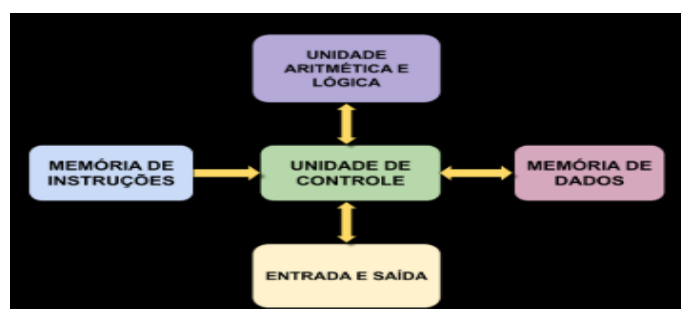 UNIDADE
ARITMÉTICA E
LÓGICA
MEMÓRIA DE
INSTRUÇÕES
UNIDADE DE
CONTROLE
MEMÓRIA DE
DADOS
ENTRADA E SAÍDA